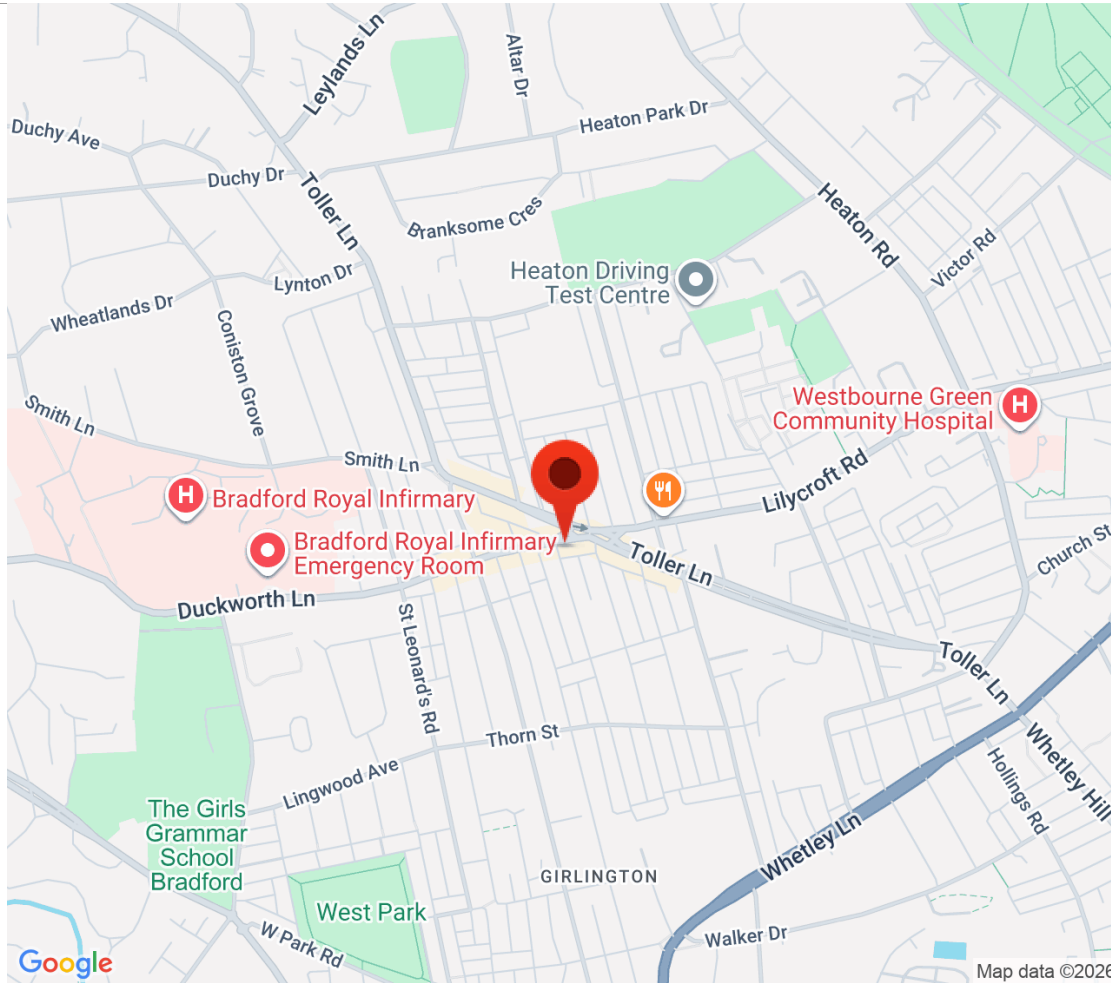 Leylands Ln
Altar Dr
Duchy Ave
Heaton Park Dr
Duchy Dr
Toller Ln
Branksome Cres
Heaton Rd
Victor Rd
Heaton Driving
Test Centre
Lynton Dr
Wheatlands Dr
Coniston Grove
Westbourne Green
Community Hospital
H
Smith Ln
Smith Ln
H
Bradford Royal Infirmary
Lilycroft Rd
Bradford Royal Infirmary
Emergency Room
Toller Ln
Church St
Duckworth Ln
St Leonard's Rd
Toller Ln
Thorn St
Lingwood Ave
Whetley Hill
Hollings Rd
The Girls
Grammar
School
Bradford
Whetley Ln
GIRLINGTON
West Park
W Park Rd
Walker Dr
Google
Map data ©2026